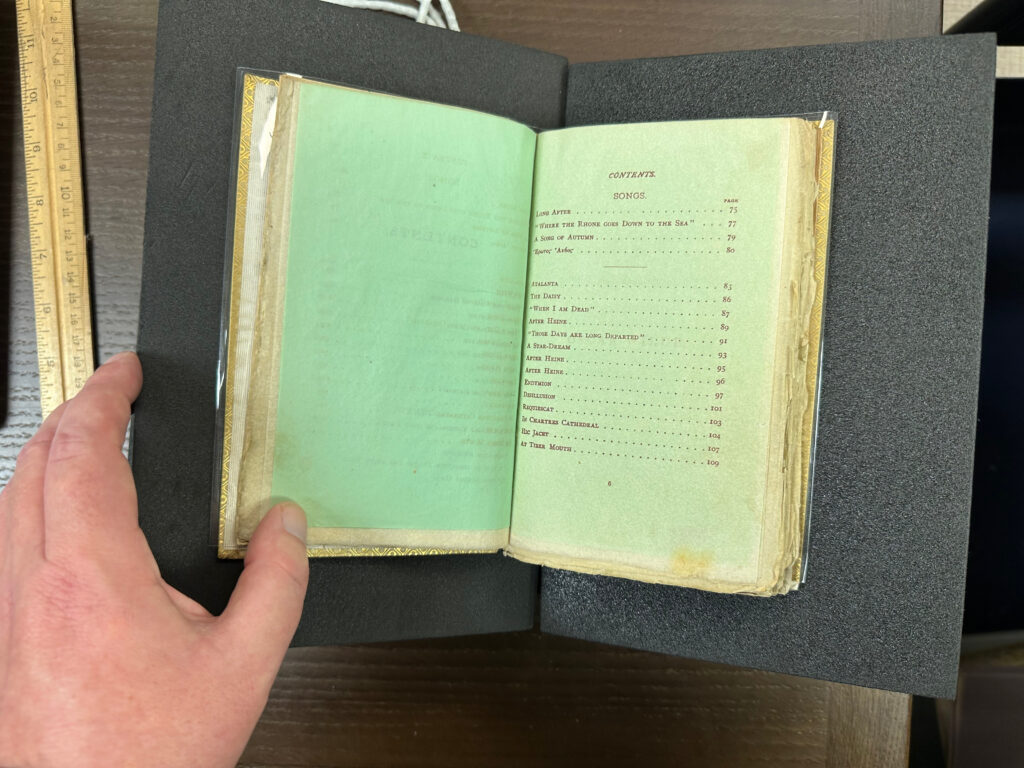 CONTENTS.
SONGS.
PAGE
LONG AFTER . . . . . . . . . . . . . . . . . . . . 75
"WHERE THE RHONE GOES DOWN TO THE SEA" . . . 77
A SONG OF AUTUMN . . . . . . . . . . . . . . . . . 79
Ἔρωτος Ἄνθος . . . . . . . . . . . . . . . . . . . . 80
ATALANTA . . . . . . . . . . . . . . . . . . . . 83
THE DAISY . . . . . . . . . . . . . . . . . . . . 86
"WHEN I AM DEAD" . . . . . . . . . . . . . . . . 87
AFTER HEINE . . . . . . . . . . . . . . . . . . . 89
"THOSE DAYS ARE LONG DEPARTED" . . . . . . . . . 91
A STAR-DREAM . . . . . . . . . . . . . . . . . . 93
AFTER HEINE . . . . . . . . . . . . . . . . . . . 95
AFTER HEINE . . . . . . . . . . . . . . . . . . . 96
ENDYMION . . . . . . . . . . . . . . . . . . . . 97
DISILLUSION . . . . . . . . . . . . . . . . . . . 101
REQUIESCAT . . . . . . . . . . . . . . . . . . . 103
IN CHARTRES CATHEDRAL . . . . . . . . . . . . . 104
HIC JACET . . . . . . . . . . . . . . . . . . . . 107
AT TIBER MOUTH . . . . . . . . . . . . . . . . . 109
6